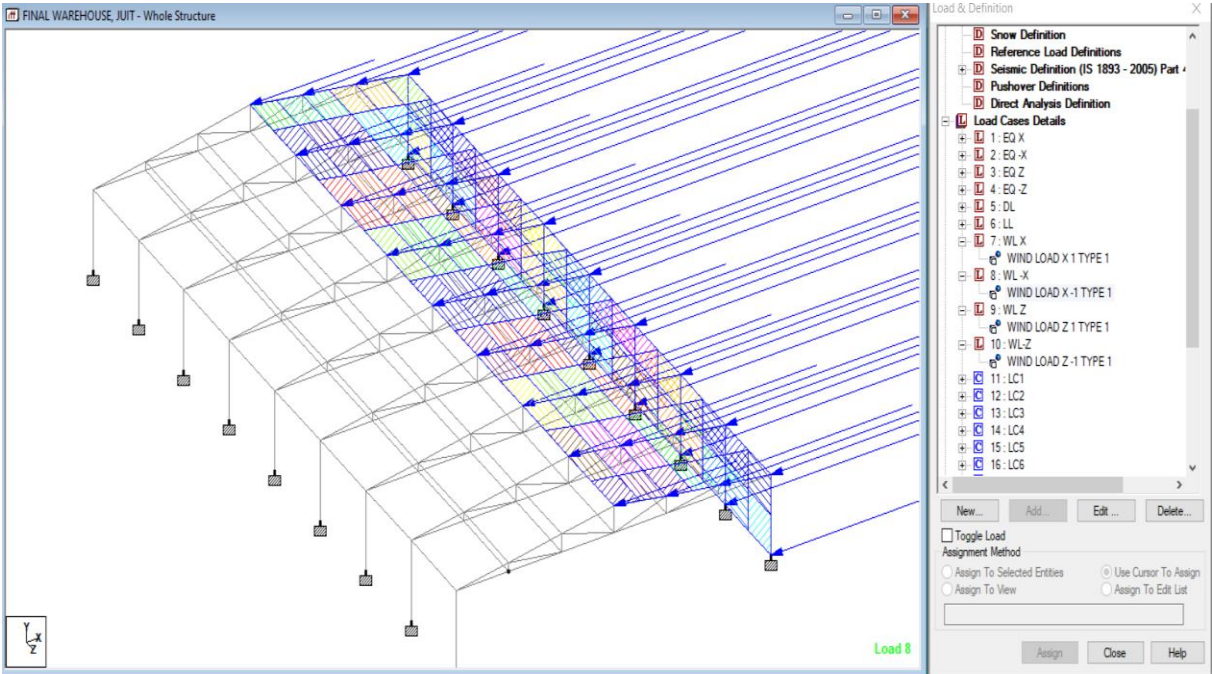 FINAL WAREHOUSE, JUIT - Whole Structure
Load 8
Y
X
Z
Load & Definition
D Snow Definition
D Reference Load Definitions
D Seismic Definition (IS 1893 - 2005) Part
D Pushover Definitions
D Direct Analysis Definition
L Load Cases Details
L 1 : EQ X
L 2 : EQ -X
L 3 : EQ Z
L 4 : EQ -Z
L 5 : DL
L 6 : LL
L 7 : WL X
WIND LOAD X 1 TYPE 1
L 8 : WL -X
WIND LOAD X -1 TYPE 1
L 9 : WL Z
WIND LOAD Z 1 TYPE 1
L 10 : WL-Z
WIND LOAD Z -1 TYPE 1
C 11 : LC1
C 12 : LC2
C 13 : LC3
C 14 : LC4
C 15 : LC5
C 16 : LC6
New... Add... Edit ... Delete...
Toggle Load
Assignment Method
Assign To Selected Entities Use Cursor To Assign
Assign To View Assign To Edit List
Assign Close Help